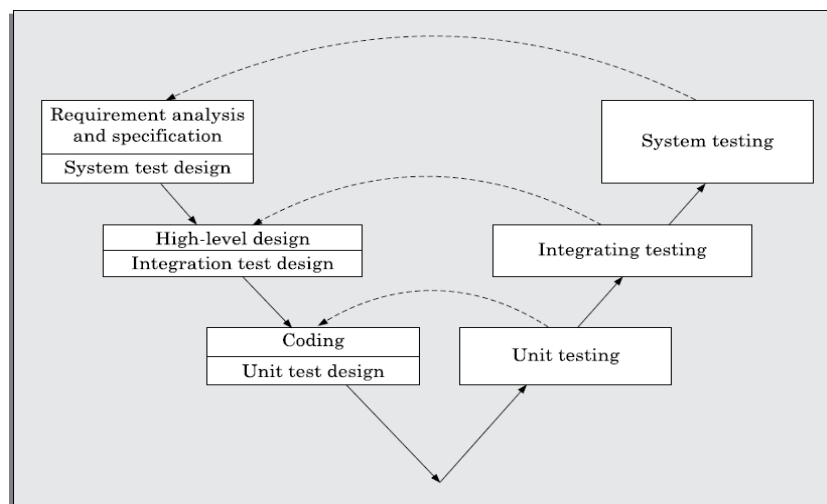 Requirement analysis
and specification
System test design
System testing
High-level design
Integration test design
Integrating testing
Coding
Unit test design
Unit testing